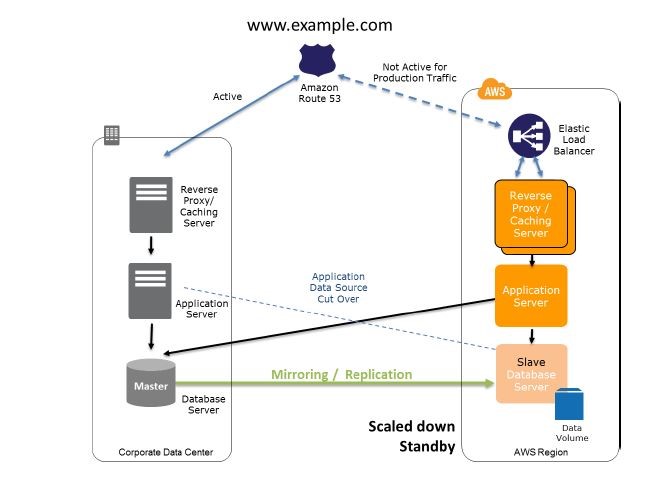 www.example.com
Not Active for
Production Traffic
Amazon
Route 53
Active
AWS
Elastic
Load
Balancer
Reverse
Proxy/
Caching
Server
Reverse
Proxy /
Caching
Server
Application
Data Source
Cut Over
Application
Server
Application
Server
Slave
Database
Server
Mirroring / Replication
Master
Database
Server
Data
Volume
Scaled down
Standby
Corporate Data Center
AWS Region